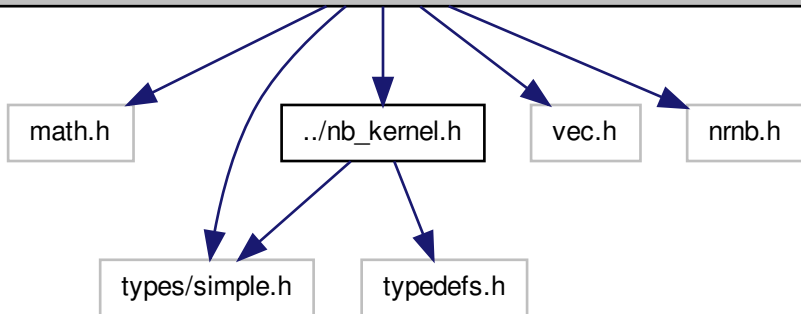 math.h
../nb_kernel.h
vec.h
nrnb.h
types/simple.h
typedefs.h